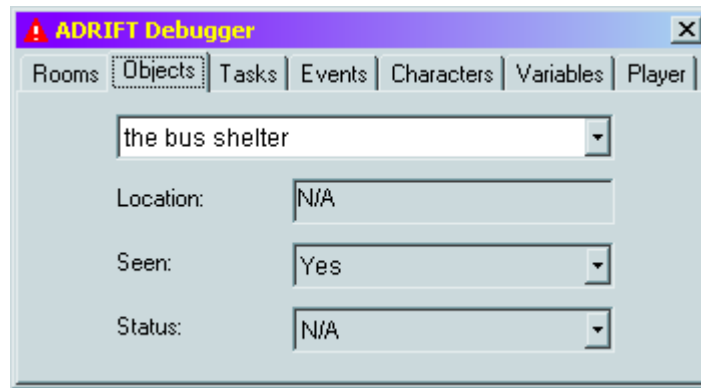 ADRIFT Debugger
Rooms Objects Tasks Events Characters Variables Player
the bus shelter
Location: N/A
Seen: Yes
Status: N/A